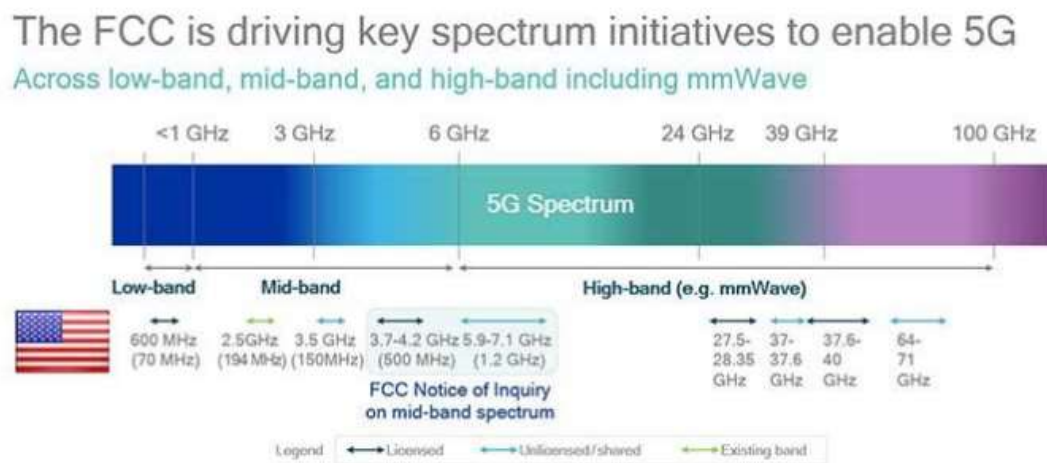 The FCC is driving key spectrum initiatives to enable 5G
Across low-band, mid-band, and high-band including mmWave
<1 GHz 3 GHz 6 GHz 24 GHz 39 GHz 100 GHz
5G Spectrum
Low-band Mid-band High-band (e.g. mmWave)
600 MHz 2.5GHz 3.5 GHz 3.7-4.2 GHz 5.9-7.1 GHz 27.5- 37- 37.6- 64-
(70 MHz) (194 MHz) (150MHz) (500 MHz) (1.2 GHz) 28.35 37.6 40 71
GHz GHz GHz GHz
FCC Notice of Inquiry
on mid-band spectrum
Legend Licensed Unlicensed/shared Existing band